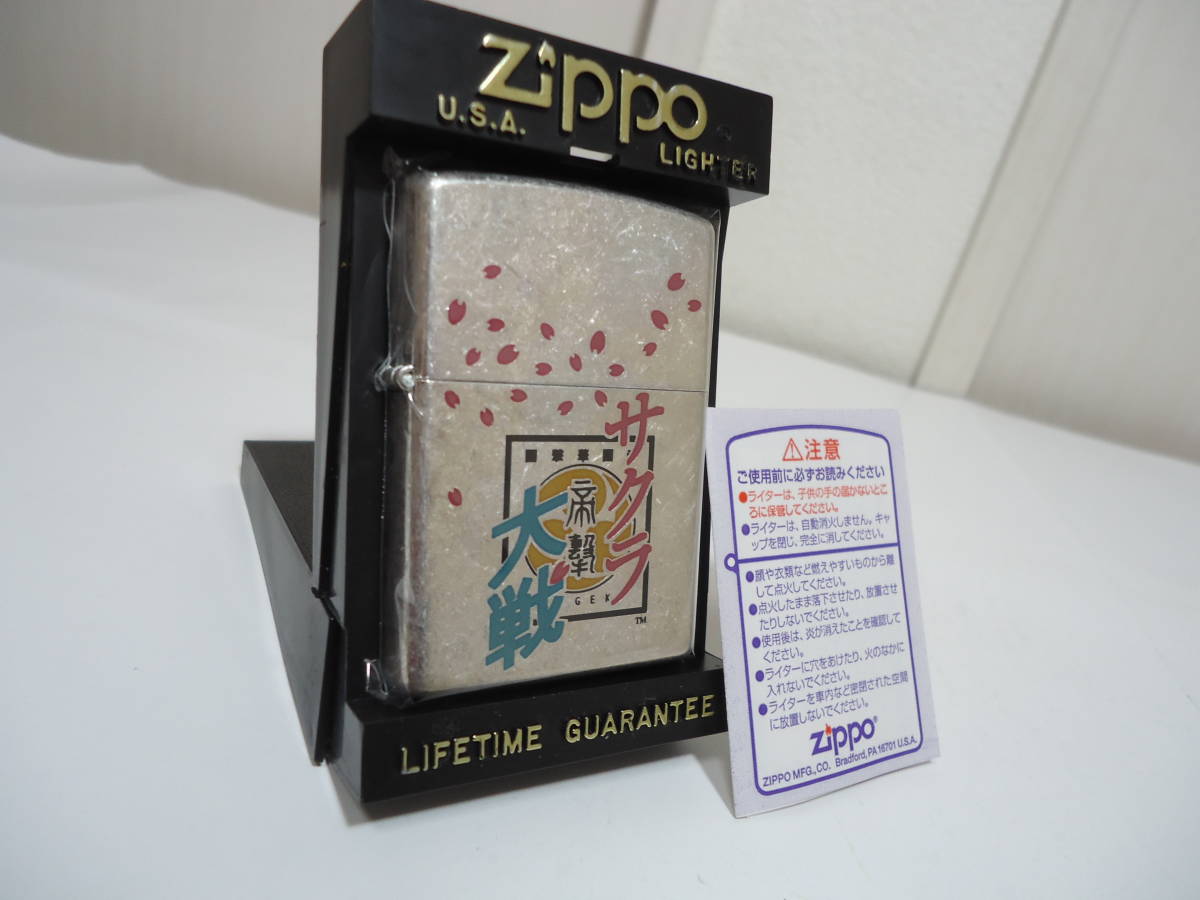 zippo
U.S.A.
LIGHTER
サクラ
大戦
帝撃
GEK
TM
LIFETIME GUARANTEE
注意
ご使用前に必ずお読みください
●ライターは、子供の手の届かないとこ
ろに保管してください。
●ライターは、自動消火しません。キャ
ップを閉じ、完全に消してください。
●顔や衣類など燃えやすいものから離
して点火してください。
●点火したまま落下させたり、放置させ
たりしないでください。
●使用後は、炎が消えたことを確認して
ください。
●ライターに穴をあけたり、火のなかに
入れないでください。
●ライターを車内など密閉された空間
に放置しないでください。
zippo®
ZIPPO MFG., CO. Bradford, PA 16701 U.S.A.